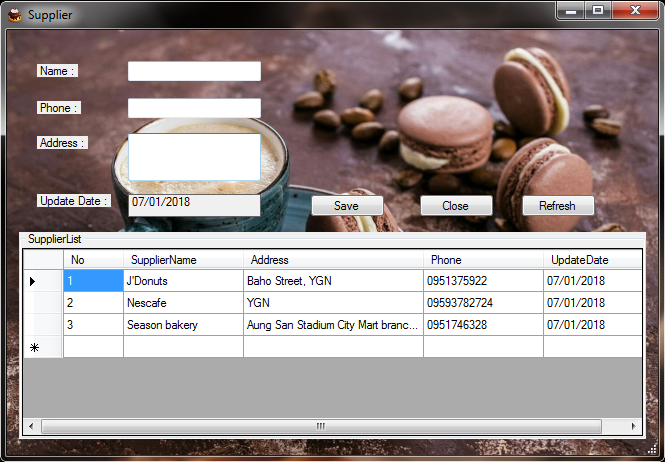 Supplier
Name :
Phone :
Address :
Update Date : 07/01/2018 Save Close Refresh
SupplierList
No SupplierName Address Phone UpdateDate
1 J'Donuts Baho Street, YGN 0951375922 07/01/2018
2 Nescafe YGN 09593782724 07/01/2018
3 Season bakery Aung San Stadium City Mart branc... 0951746328 07/01/2018